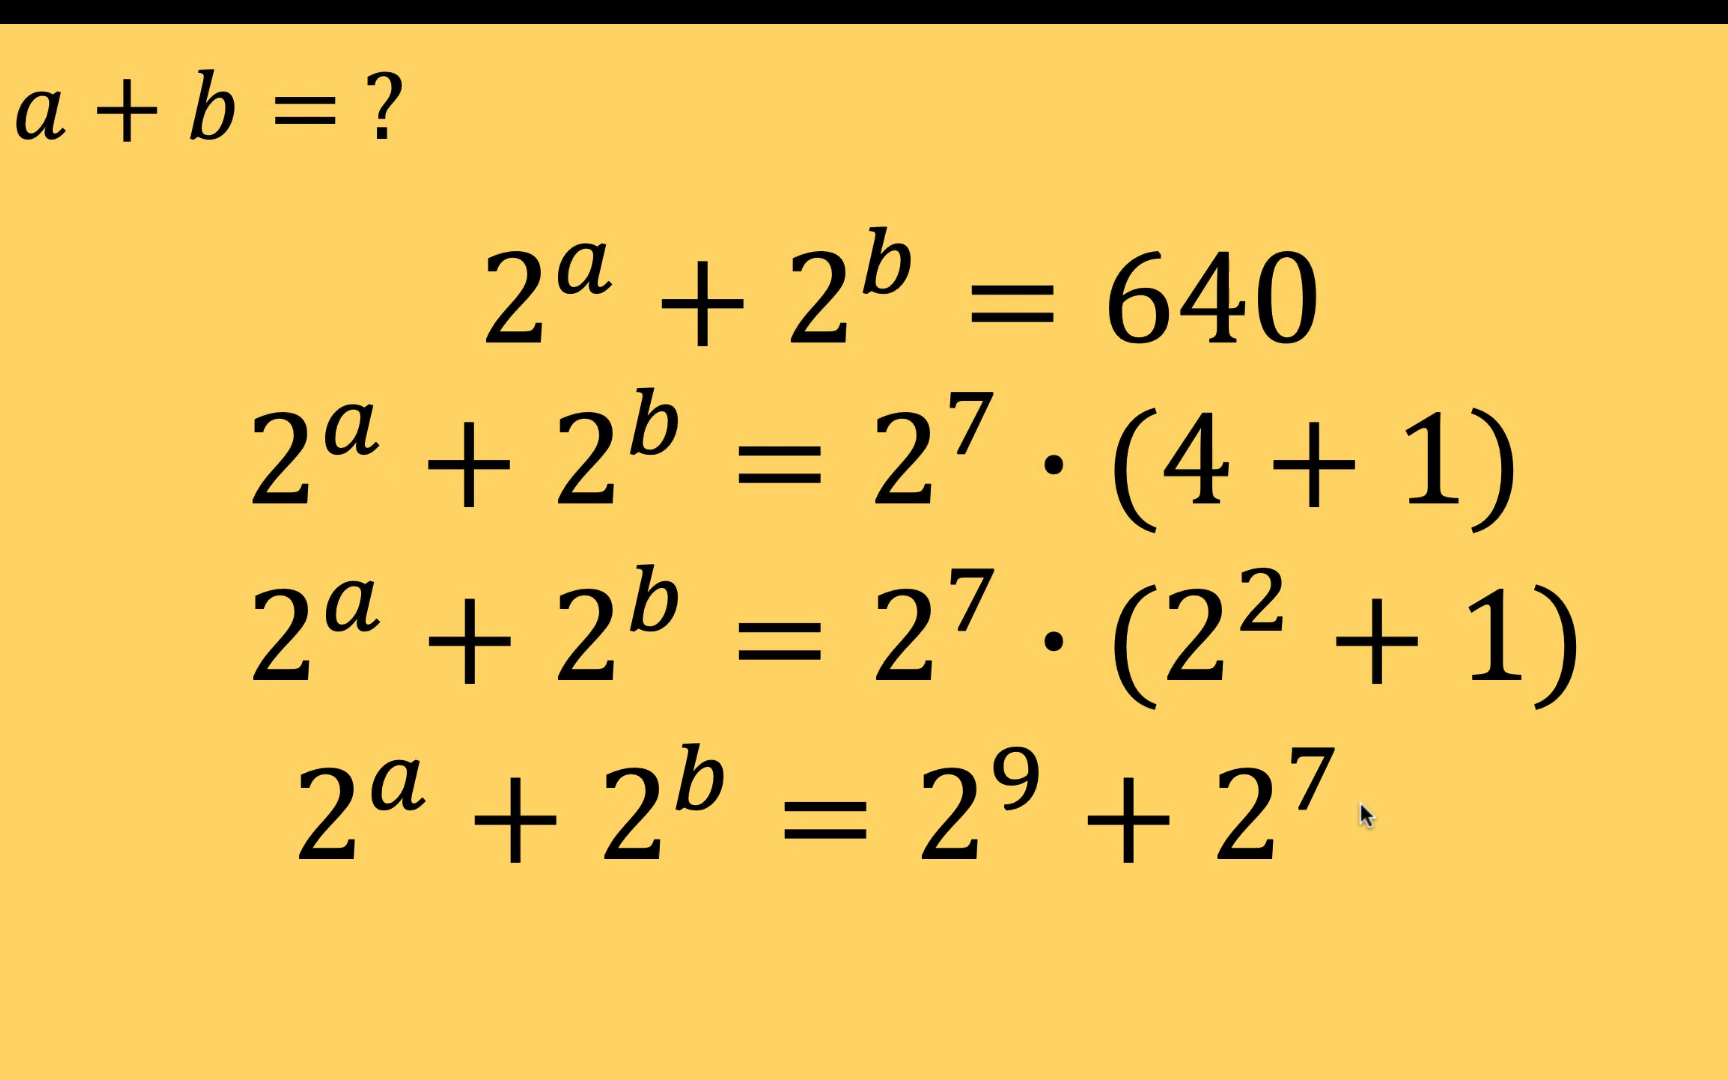 a + b = ?
2^a + 2^b = 640
2^a + 2^b = 2^7 · (4 + 1)
2^a + 2^b = 2^7 · (2^2 + 1)
2^a + 2^b = 2^9 + 2^7